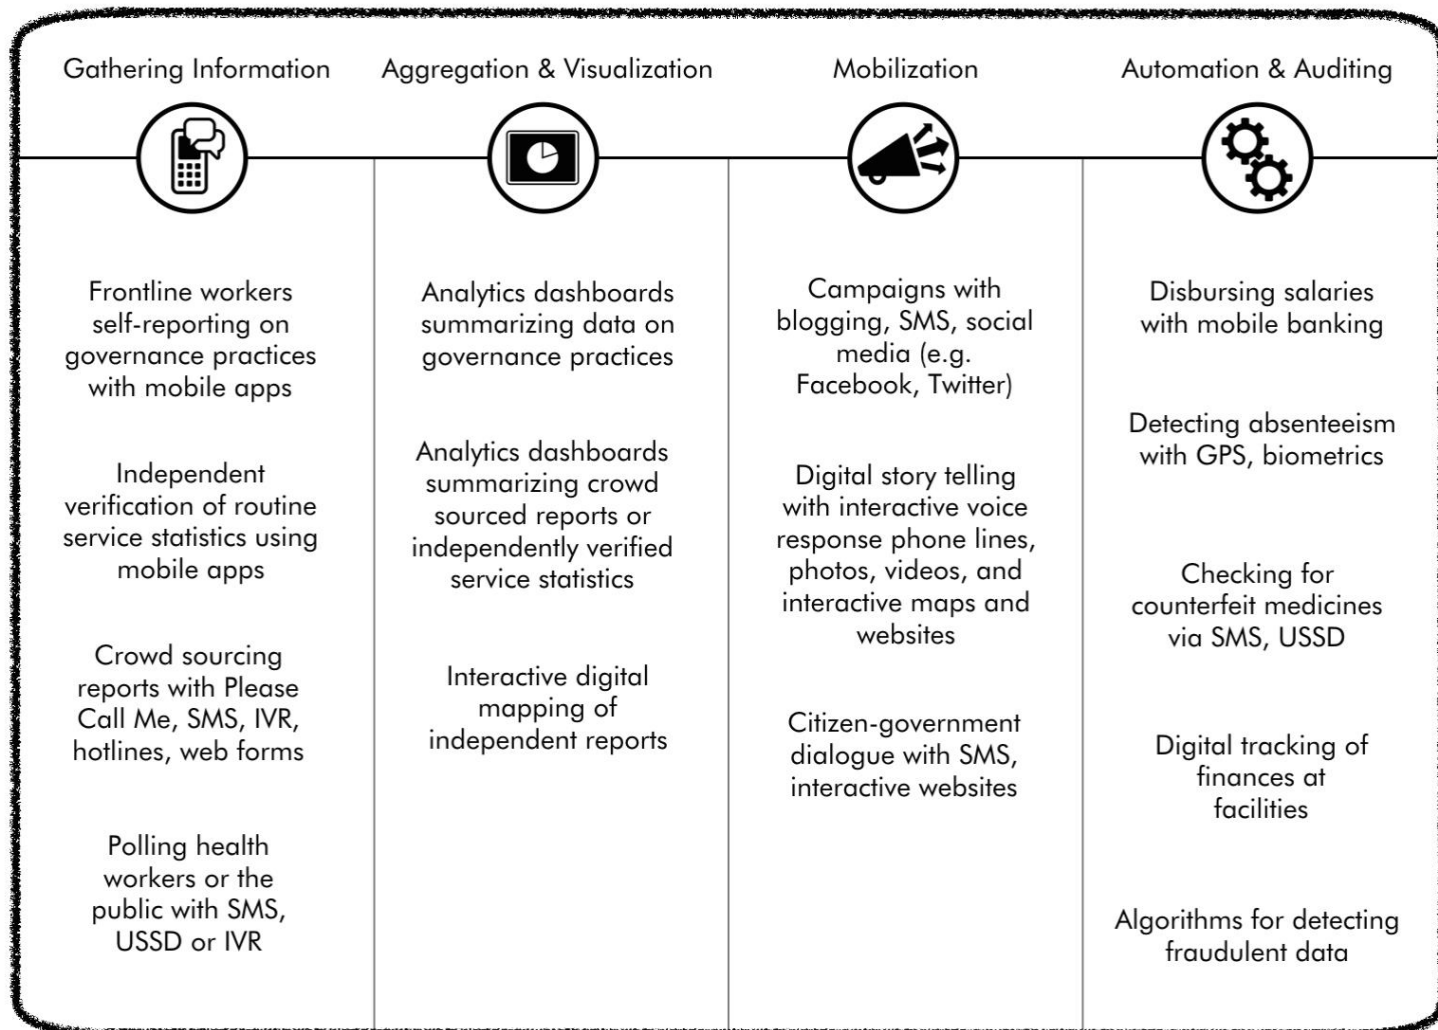 Gathering Information
Frontline workers
self-reporting on
governance practices
with mobile apps
Independent
verification of routine
service statistics using
mobile apps
Crowd sourcing
reports with Please
Call Me, SMS, IVR,
hotlines, web forms
Polling health
workers or the
public with SMS,
USSD or IVR
Aggregation & Visualization
Analytics dashboards
summarizing data on
governance practices
Analytics dashboards
summarizing crowd
sourced reports or
independently verified
service statistics
Interactive digital
mapping of
independent reports
Mobilization
Campaigns with
blogging, SMS, social
media (e.g.
Facebook, Twitter)
Digital story telling
with interactive voice
response phone lines,
photos, videos, and
interactive maps and
websites
Citizen-government
dialogue with SMS,
interactive websites
Automation & Auditing
Disbursing salaries
with mobile banking
Detecting absenteeism
with GPS, biometrics
Checking for
counterfeit medicines
via SMS, USSD
Digital tracking of
finances at
facilities
Algorithms for detecting
fraudulent data